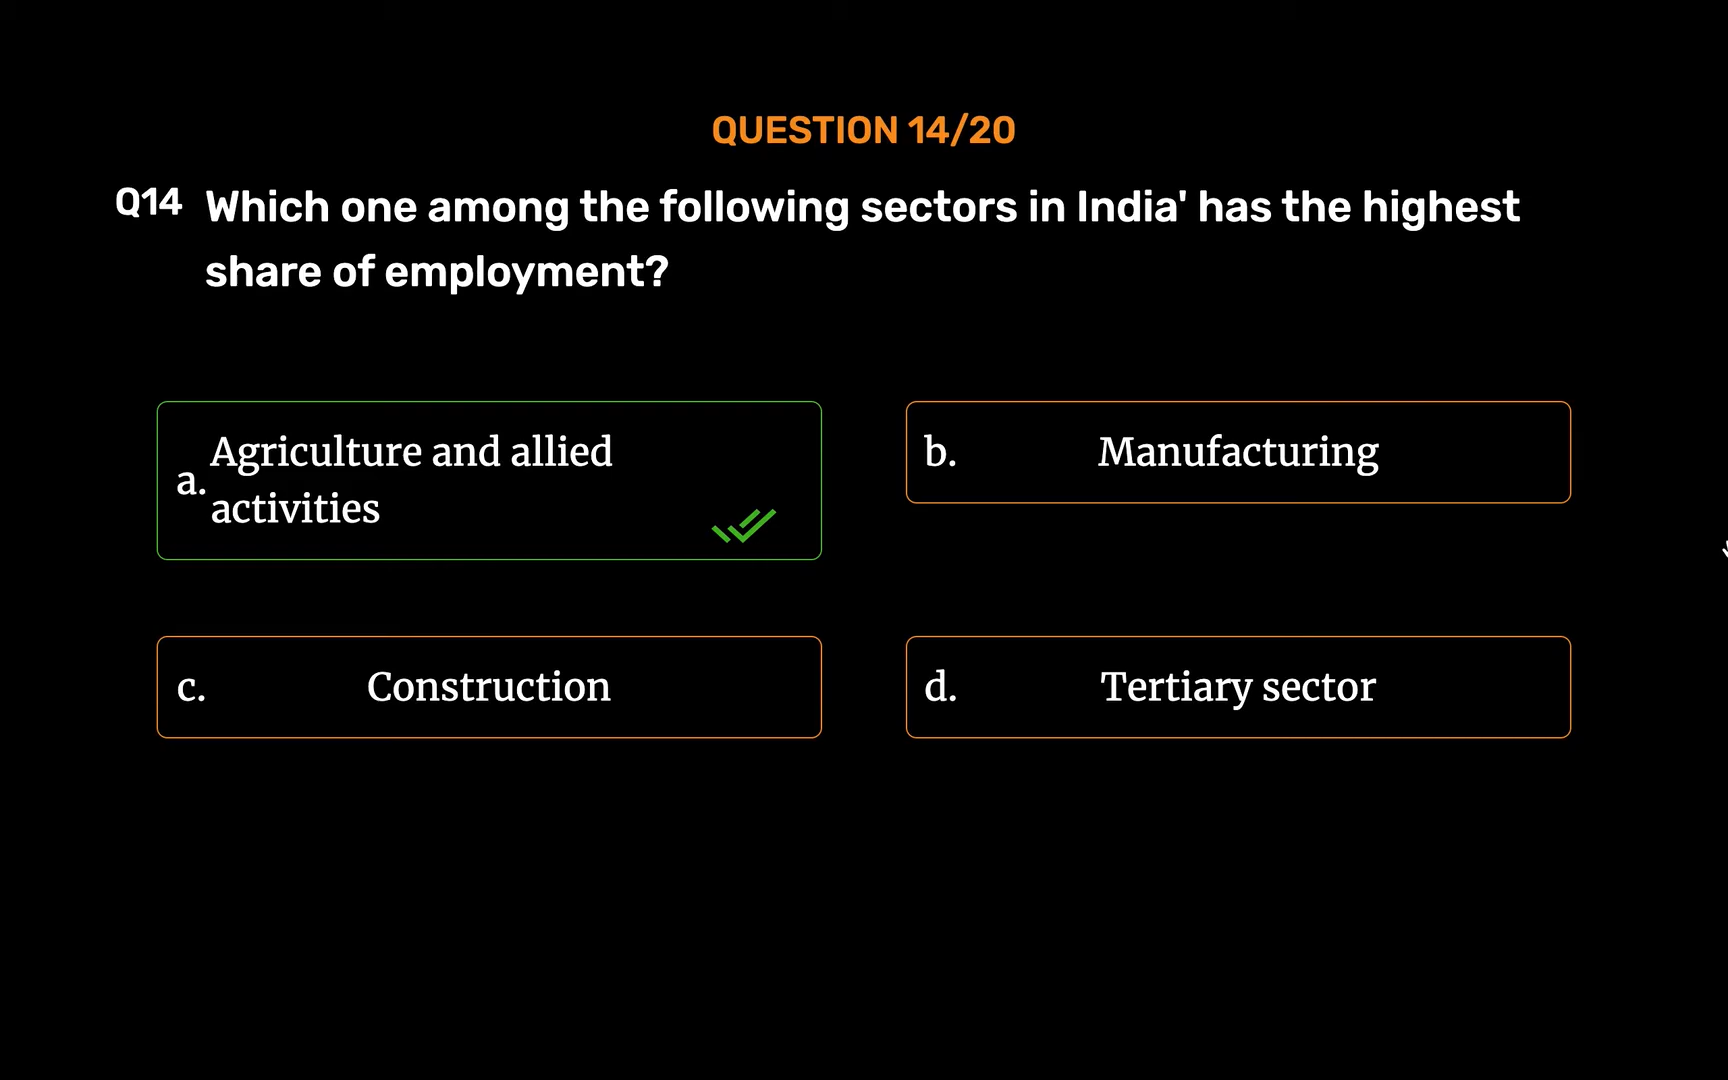 QUESTION 14/20
Q14 Which one among the following sectors in India' has the highest
share of employment?
a. Agriculture and allied
activities
b. Manufacturing
c. Construction
d. Tertiary sector